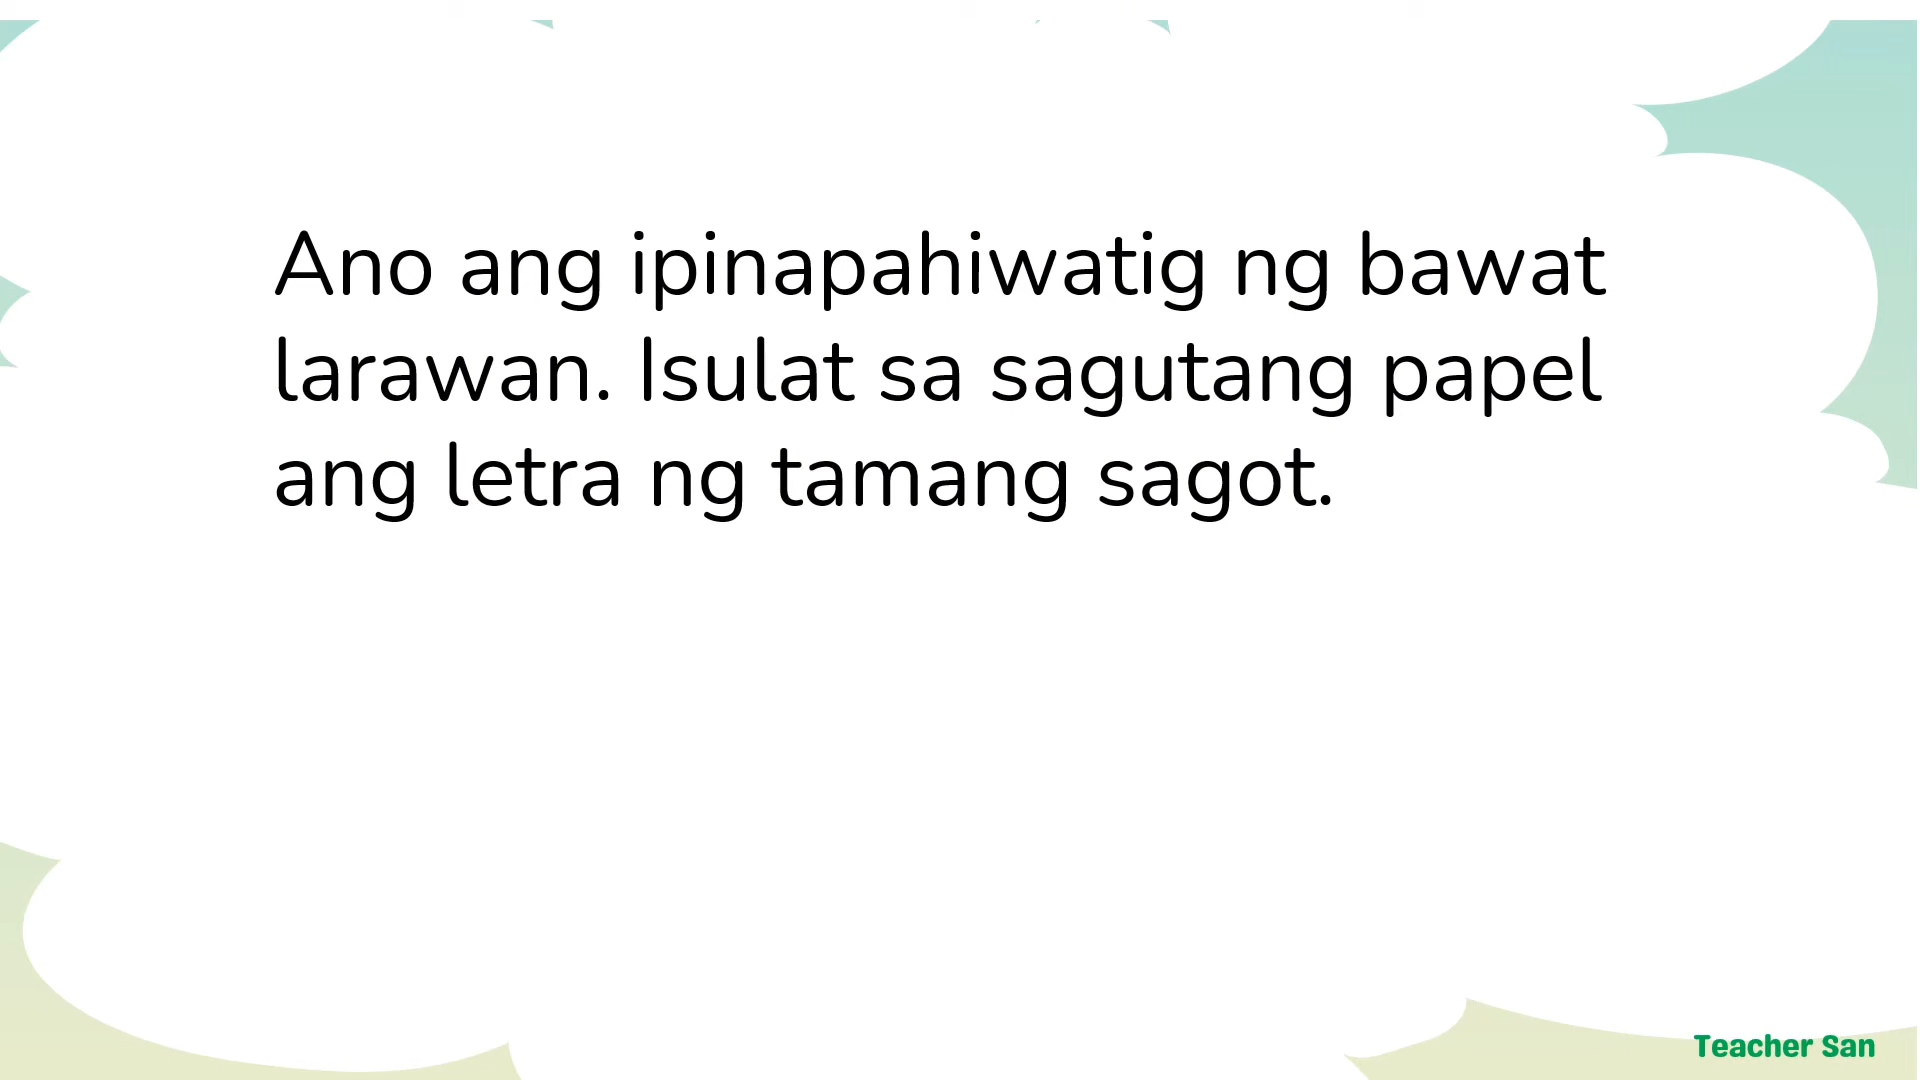 Ano ang ipinapahiwatig ng bawat
larawan. Isulat sa sagutang papel
ang letra ng tamang sagot.
Teacher San